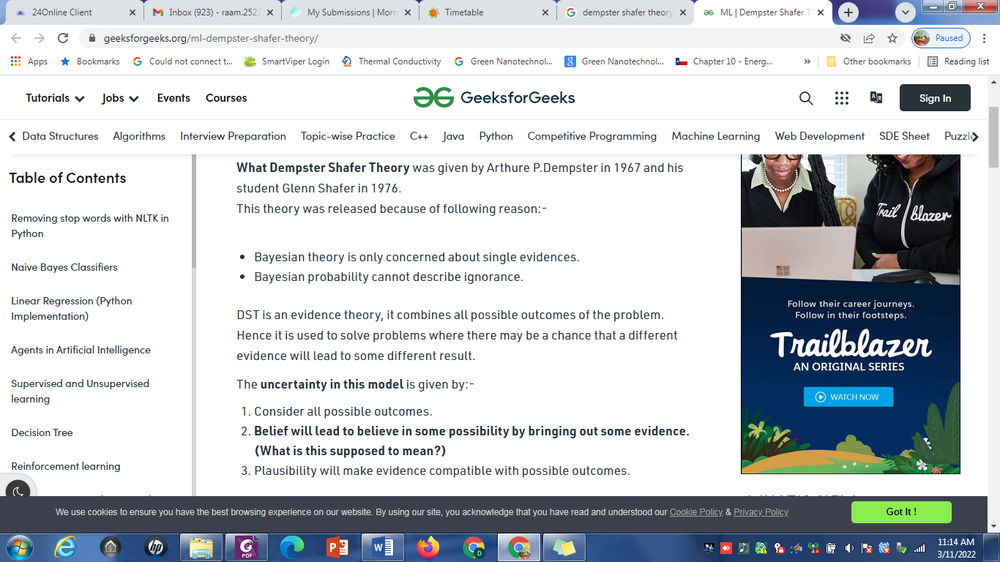 24Online Client
Inbox (923) - raam.252
My Submissions | Morr
Timetable
dempster shafer theory
ML | Dempster Shafer T
geeksforgeeks.org/ml-dempster-shafer-theory/
Paused
Apps
Bookmarks
Could not connect t...
SmartViper Login
Thermal Conductivity
Green Nanotechnol...
Green Nanotechnol...
Chapter 10 - Energ...
»
Other bookmarks
Reading list
Tutorials
Jobs
Events
Courses
GeeksforGeeks
Sign In
Data Structures
Algorithms
Interview Preparation
Topic-wise Practice
C++
Java
Python
Competitive Programming
Machine Learning
Web Development
SDE Sheet
Puzzle
Table of Contents
Removing stop words with NLTK in
Python
Naive Bayes Classifiers
Linear Regression (Python
Implementation)
Agents in Artificial Intelligence
Supervised and Unsupervised
learning
Decision Tree
Reinforcement learning
What Dempster Shafer Theory was given by Arthure P.Dempster in 1967 and his
student Glenn Shafer in 1976.
This theory was released because of following reason:-
• Bayesian theory is only concerned about single evidences.
• Bayesian probability cannot describe ignorance.
DST is an evidence theory, it combines all possible outcomes of the problem.
Hence it is used to solve problems where there may be a chance that a different
evidence will lead to some different result.
The uncertainty in this model is given by:-
1. Consider all possible outcomes.
2. Belief will lead to believe in some possibility by bringing out some evidence.
(What is this supposed to mean?)
3. Plausibility will make evidence compatible with possible outcomes.
Trail blazer
Follow their career journeys.
Follow in their footsteps.
Trailblazer
AN ORIGINAL SERIES
WATCH NOW
We use cookies to ensure you have the best browsing experience on our website. By using our site, you acknowledge that you have read and understood our Cookie Policy & Privacy Policy
Got It !
hp
PDF
P
W
D
11:14 AM
3/11/2022